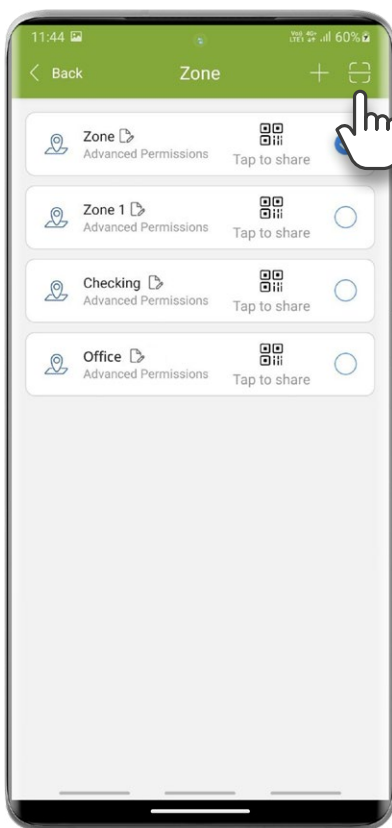 11:44 60%
Back Zone
Zone
Advanced Permissions
Tap to share
Zone 1
Advanced Permissions
Tap to share
Checking
Advanced Permissions
Tap to share
Office
Advanced Permissions
Tap to share